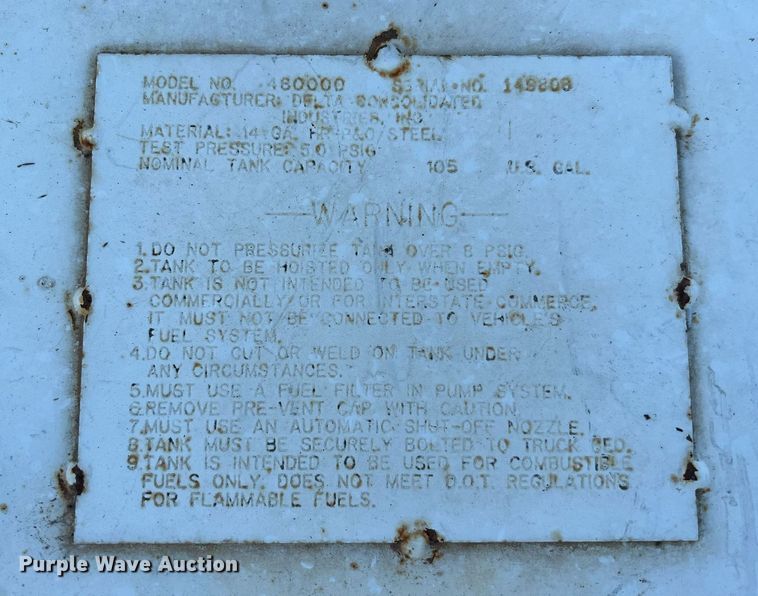 MODEL NO. 480000 SERIAL NO. 149806
MANUFACTURER: DELTA CONSOLIDATED
INDUSTRIES, INC.
MATERIAL: 14 GA. HR P&O STEEL
TEST PRESSURE: 5.0 PSIG
NOMINAL TANK CAPACITY 105 U.S. GAL.
WARNING
1. DO NOT PRESSURIZE TANK OVER 8 PSIG.
2. TANK TO BE HOISTED ONLY WHEN EMPTY.
3. TANK IS NOT INTENDED TO BE USED
COMMERCIALLY OR FOR INTERSTATE COMMERCE.
IT MUST NOT BE CONNECTED TO VEHICLE'S
FUEL SYSTEM.
4. DO NOT CUT OR WELD ON TANK UNDER
ANY CIRCUMSTANCES.
5. MUST USE A FUEL FILTER IN PUMP SYSTEM.
6. REMOVE PRE-VENT CAP WITH CAUTION.
7. MUST USE AN AUTOMATIC SHUT-OFF NOZZLE.
8. TANK MUST BE SECURELY BOLTED TO TRUCK BED.
9. TANK IS INTENDED TO BE USED FOR COMBUSTIBLE
FUELS ONLY. DOES NOT MEET D.O.T. REGULATIONS
FOR FLAMMABLE FUELS.
Purple Wave Auction